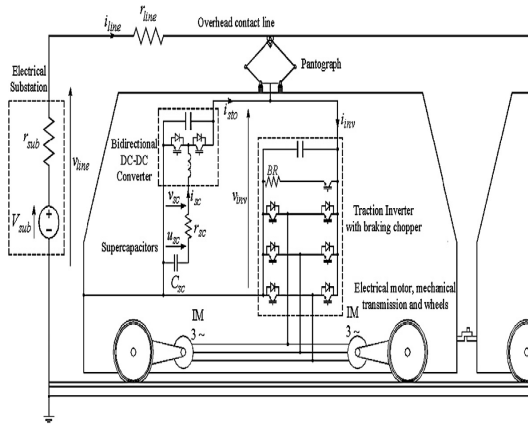 i_line
r_line
Overhead contact line
Electrical
Substation
Pantograph
i_sto
i_inv
Bidirectional
DC-DC
Converter
r_sub
v_line
BR
v_sc
i_sc
v_inv
Traction Inverter
with braking chopper
V_sub
r_sc
Supercapacitors
u_sc
C_sc
Electrical motor, mechanical
transmission and wheels
IM
3 ~
IM
3 ~